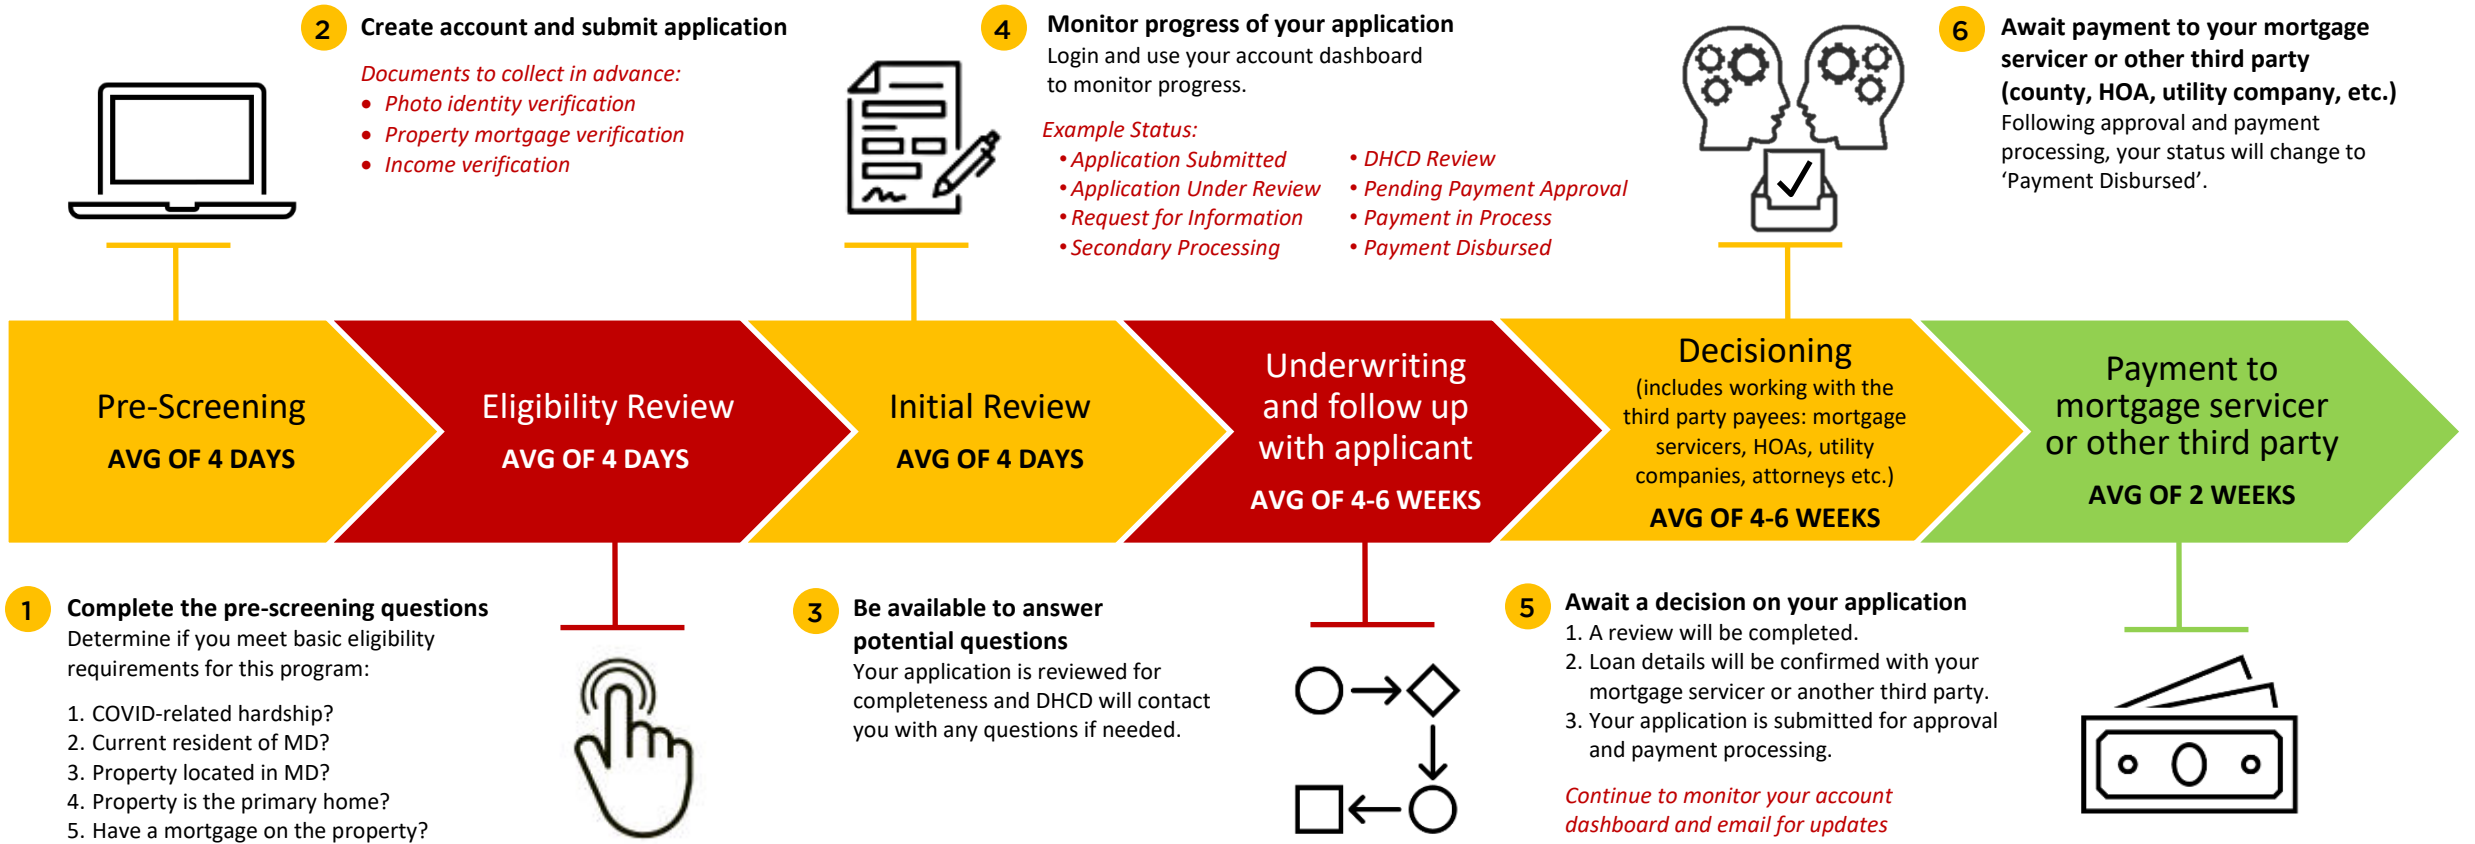 2
Create account and submit application
Documents to collect in advance:
• Photo identity verification
• Property mortgage verification
• Income verification
4
Monitor progress of your application
Login and use your account dashboard
to monitor progress.
Example Status:
• Application Submitted
• Application Under Review
• Request for Information
• Secondary Processing
• DHCD Review
• Pending Payment Approval
• Payment in Process
• Payment Disbursed
6
Await payment to your mortgage
servicer or other third party
(county, HOA, utility company, etc.)
Following approval and payment
processing, your status will change to
‘Payment Disbursed’.
Pre-Screening
AVG OF 4 DAYS
Eligibility Review
AVG OF 4 DAYS
Initial Review
AVG OF 4 DAYS
Underwriting
and follow up
with applicant
AVG OF 4-6 WEEKS
Decisioning
(includes working with the
third party payees: mortgage
servicers, HOAs, utility
companies, attorneys etc.)
AVG OF 4-6 WEEKS
Payment to
mortgage servicer
or other third party
AVG OF 2 WEEKS
1
Complete the pre-screening questions
Determine if you meet basic eligibility
requirements for this program:
1. COVID-related hardship?
2. Current resident of MD?
3. Property located in MD?
4. Property is the primary home?
5. Have a mortgage on the property?
3
Be available to answer
potential questions
Your application is reviewed for
completeness and DHCD will contact
you with any questions if needed.
5
Await a decision on your application
1. A review will be completed.
2. Loan details will be confirmed with your
mortgage servicer or another third party.
3. Your application is submitted for approval
and payment processing.
Continue to monitor your account
dashboard and email for updates